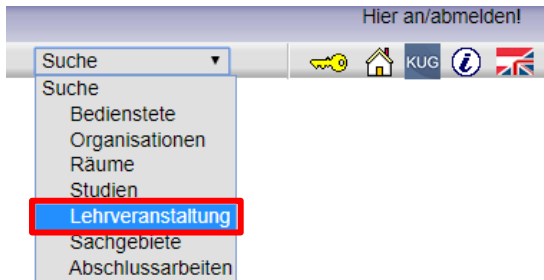 Hier an/abmelden!
Suche ▼ KUG i
Suche
Bedienstete
Organisationen
Räume
Studien
Lehrveranstaltung
Sachgebiete
Abschlussarbeiten